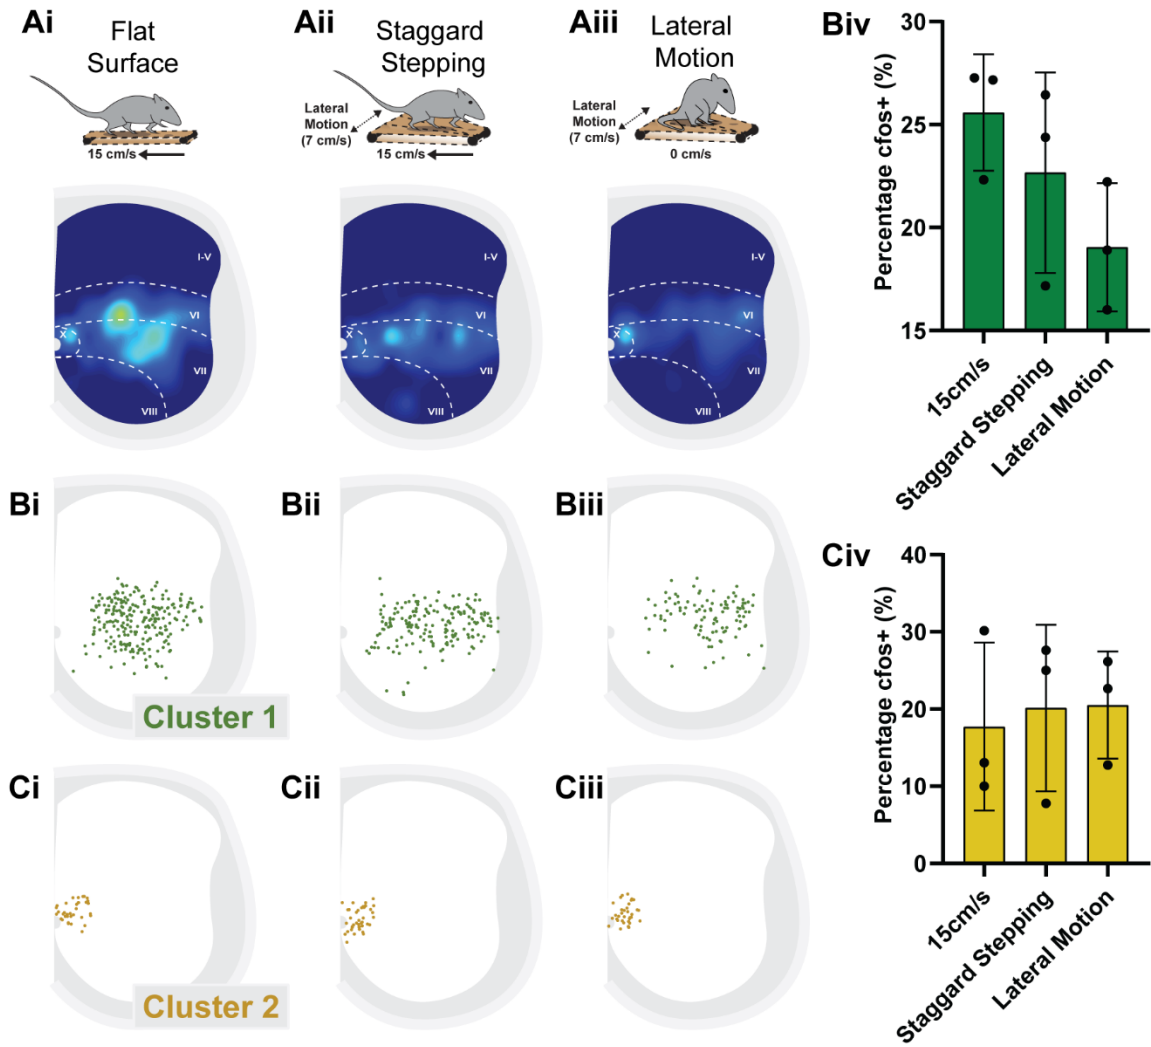 Ai
Flat
Surface
15 cm/s
Aii
Staggard
Stepping
Lateral
Motion
(7 cm/s)
15 cm/s
Aiii
Lateral
Motion
Lateral
Motion
(7 cm/s)
0 cm/s
I-V
VI
X
VII
VIII
I-V
VI
X
VII
VIII
I-V
VI
X
VII
VIII
Bi
Cluster 1
Bii
Biii
Biv
Percentage cfos+ (%)
30
25
20
15
15cm/s
Staggard Stepping
Lateral Motion
Ci
Cluster 2
Cii
Ciii
Civ
Percentage cfos+ (%)
40
30
20
10
0
15cm/s
Staggard Stepping
Lateral Motion